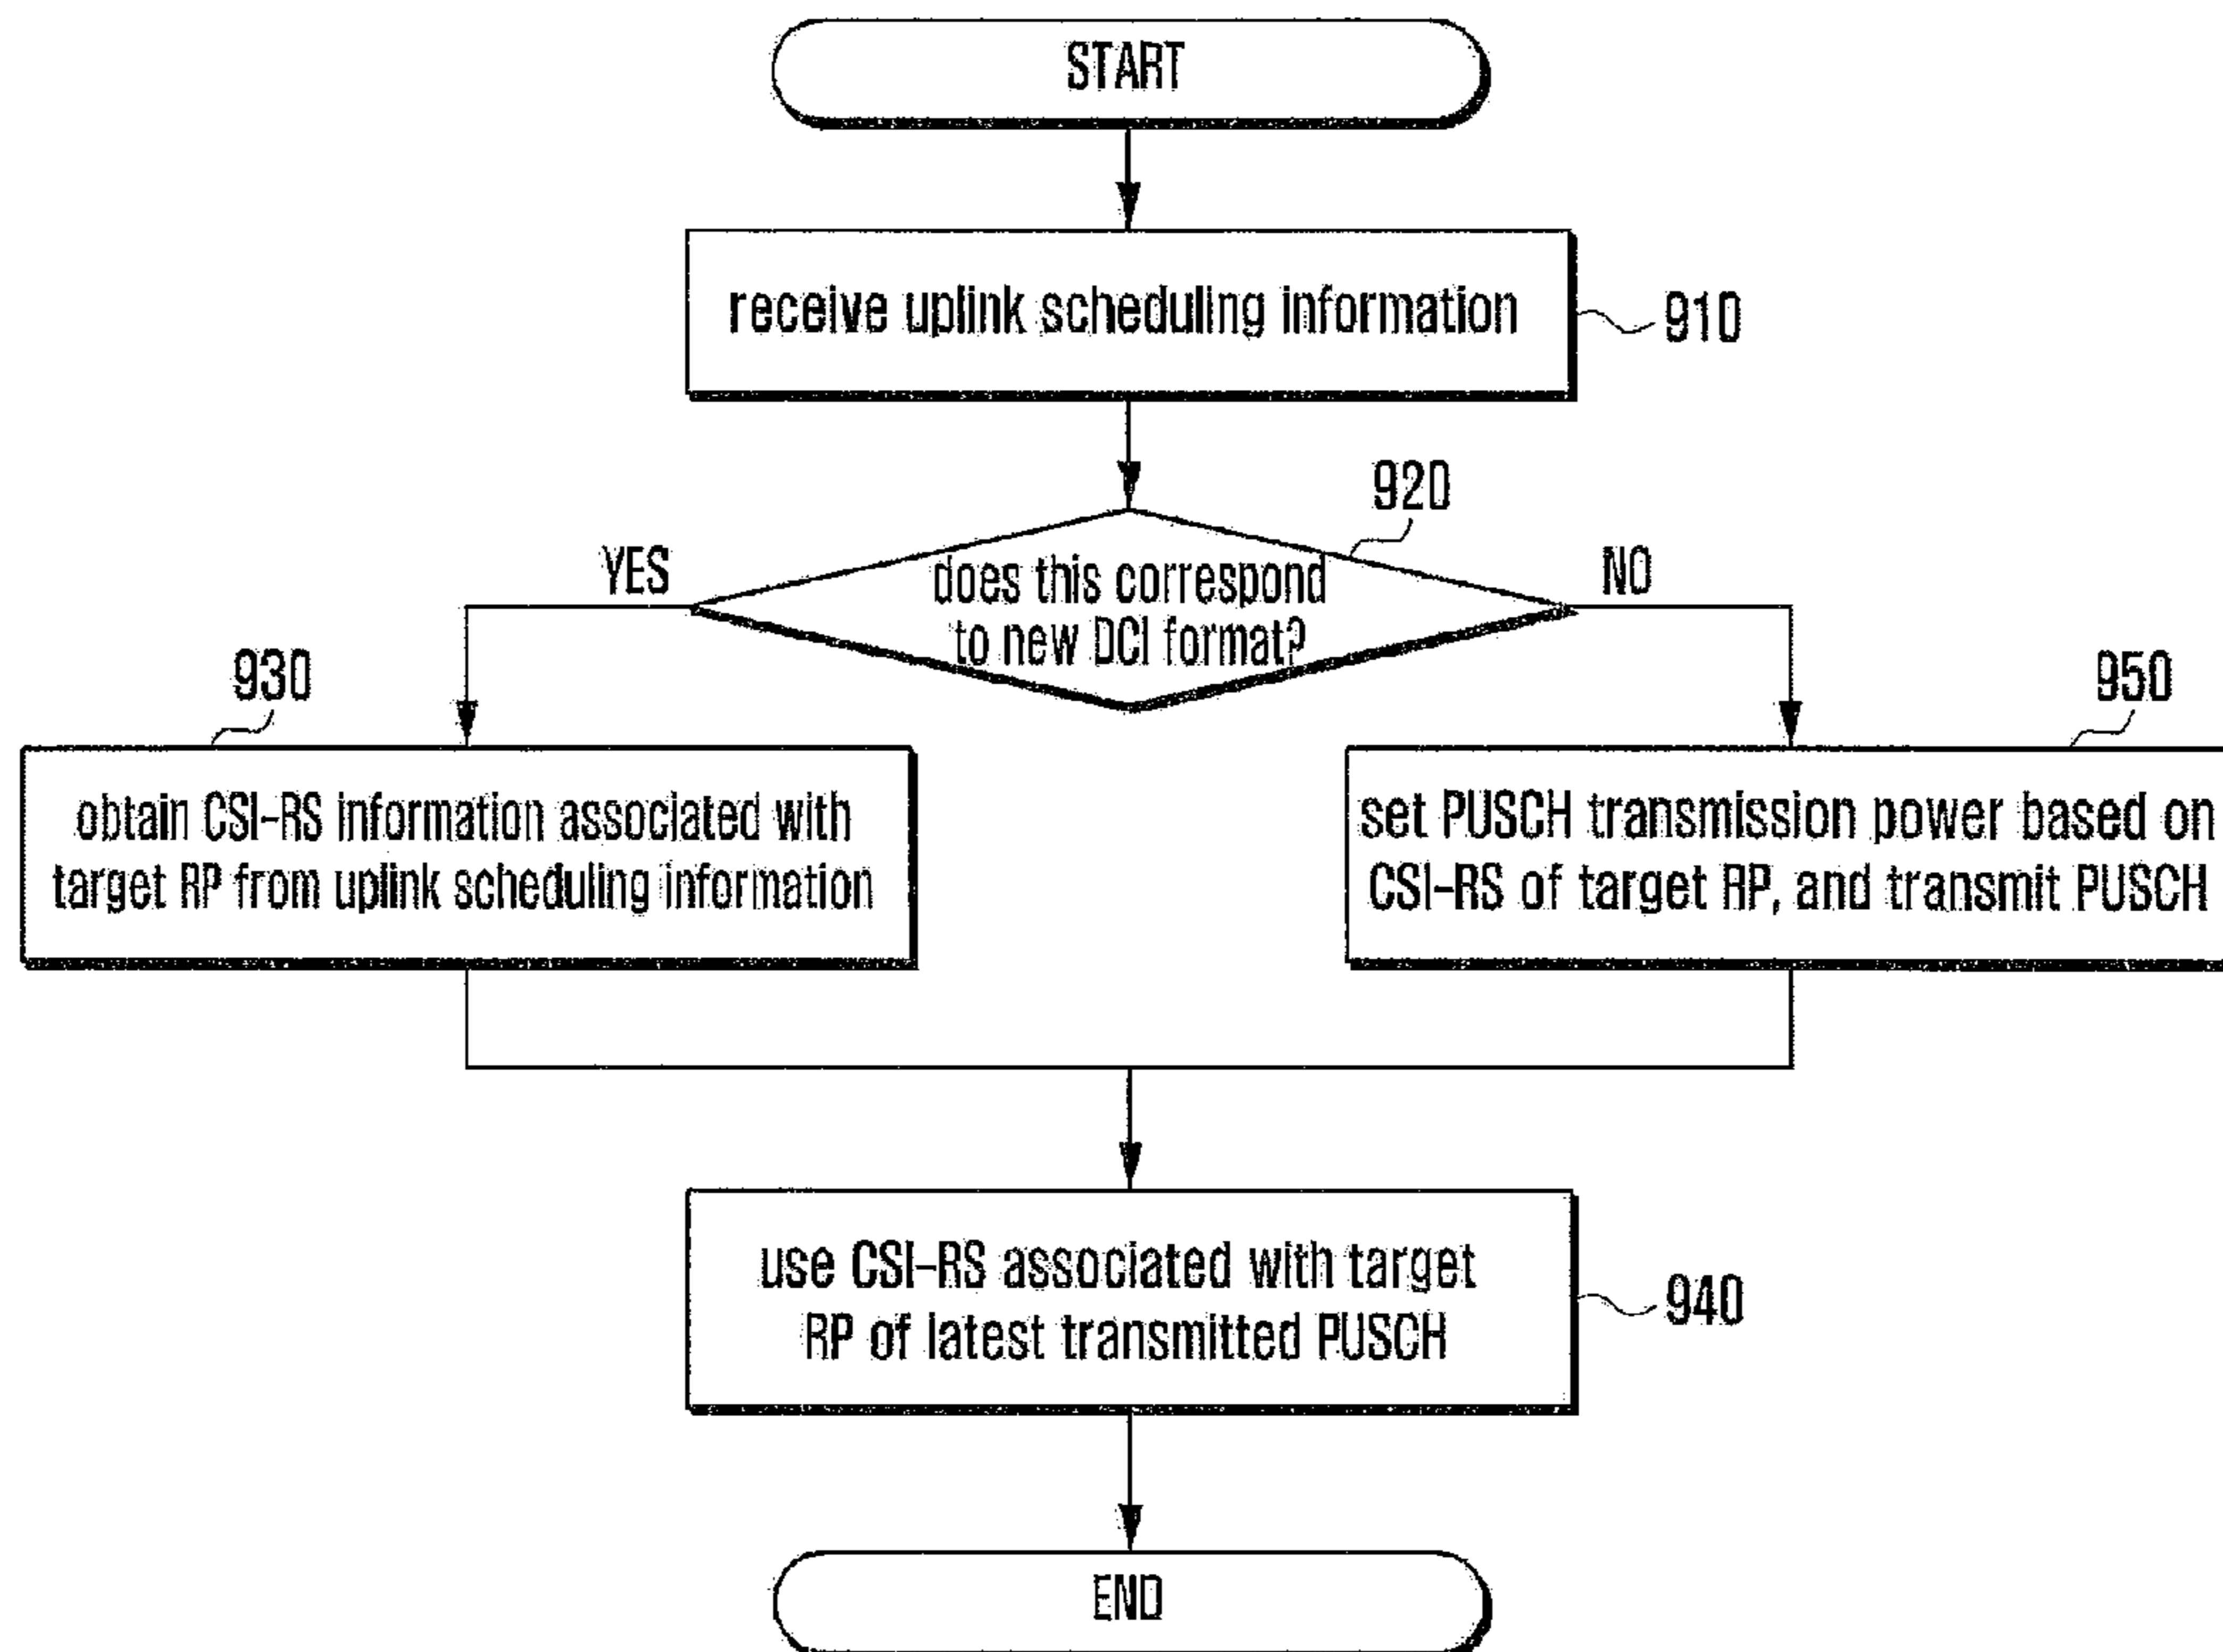 START
receive uplink scheduling information
910
920
YES
does this correspond
to new DCI format?
NO
930
950
obtain CSI-RS information associated with
target RP from uplink scheduling information
set PUSCH transmission power based on
CSI-RS of target RP, and transmit PUSCH
use CSI-RS associated with target
RP of latest transmitted PUSCH
940
END